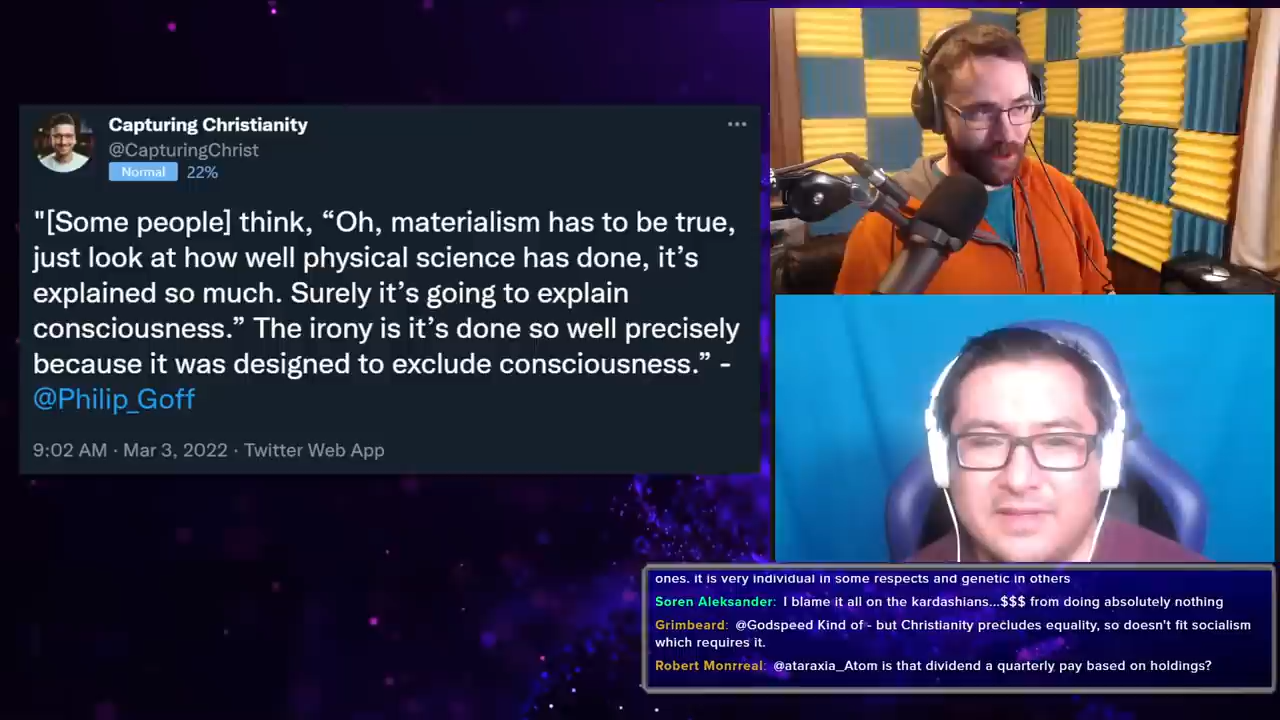 Capturing Christianity
@CapturingChrist
Normal 22%
"[Some people] think, “Oh, materialism has to be true,
just look at how well physical science has done, it’s
explained so much. Surely it’s going to explain
consciousness.” The irony is it’s done so well precisely
because it was designed to exclude consciousness.” -
@Philip_Goff
9:02 AM · Mar 3, 2022 · Twitter Web App
ones. it is very individual in some respects and genetic in others
Soren Aleksander: I blame it all on the kardashians...$$$ from doing absolutely nothing
Grimbeard: @Godspeed Kind of - but Christianity precludes equality, so doesn't fit socialism
which requires it.
Robert Monrreal: @ataraxia_Atom is that dividend a quarterly pay based on holdings?